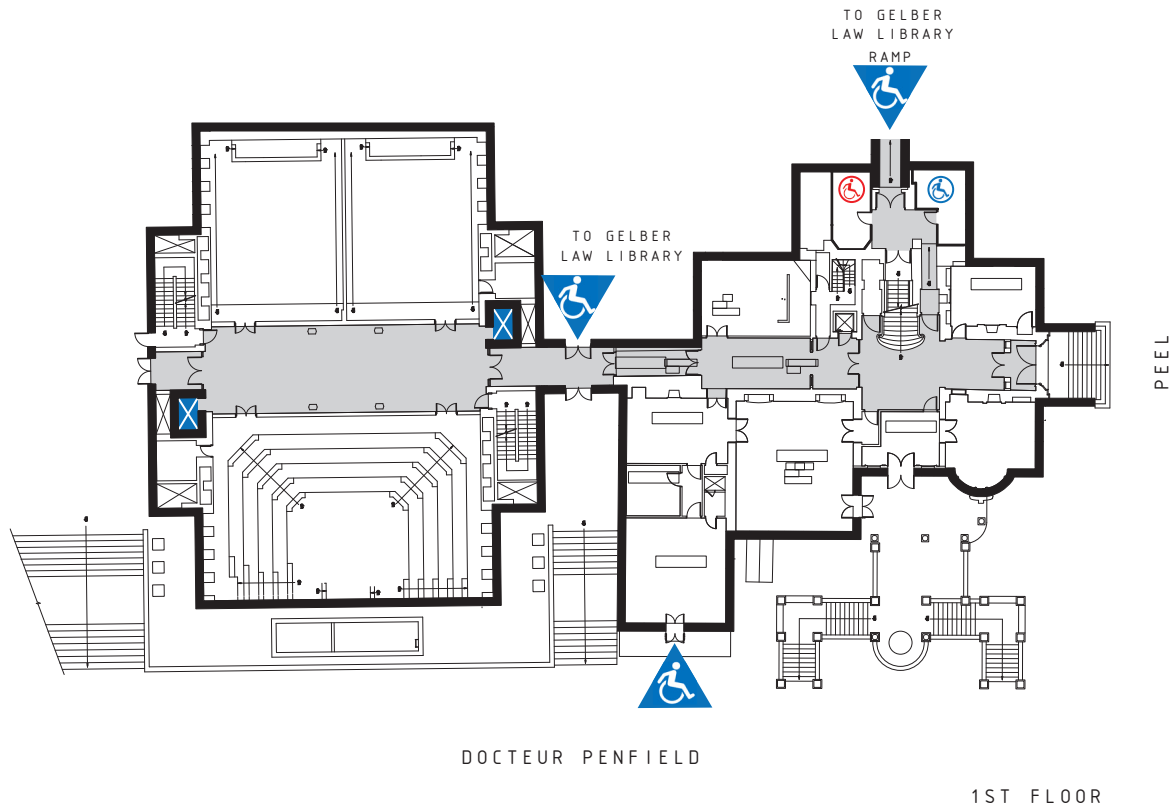 TO GELBER
LAW LIBRARY
RAMP
TO GELBER
LAW LIBRARY
PEEL
DOCTEUR PENFIELD
1ST FLOOR